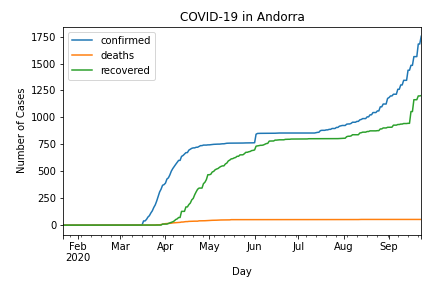 COVID-19 in Andorra
confirmed
deaths
recovered
Number of Cases
1750
1500
1250
1000
750
500
250
0
Feb Mar Apr May Jun Jul Aug Sep
2020
Day